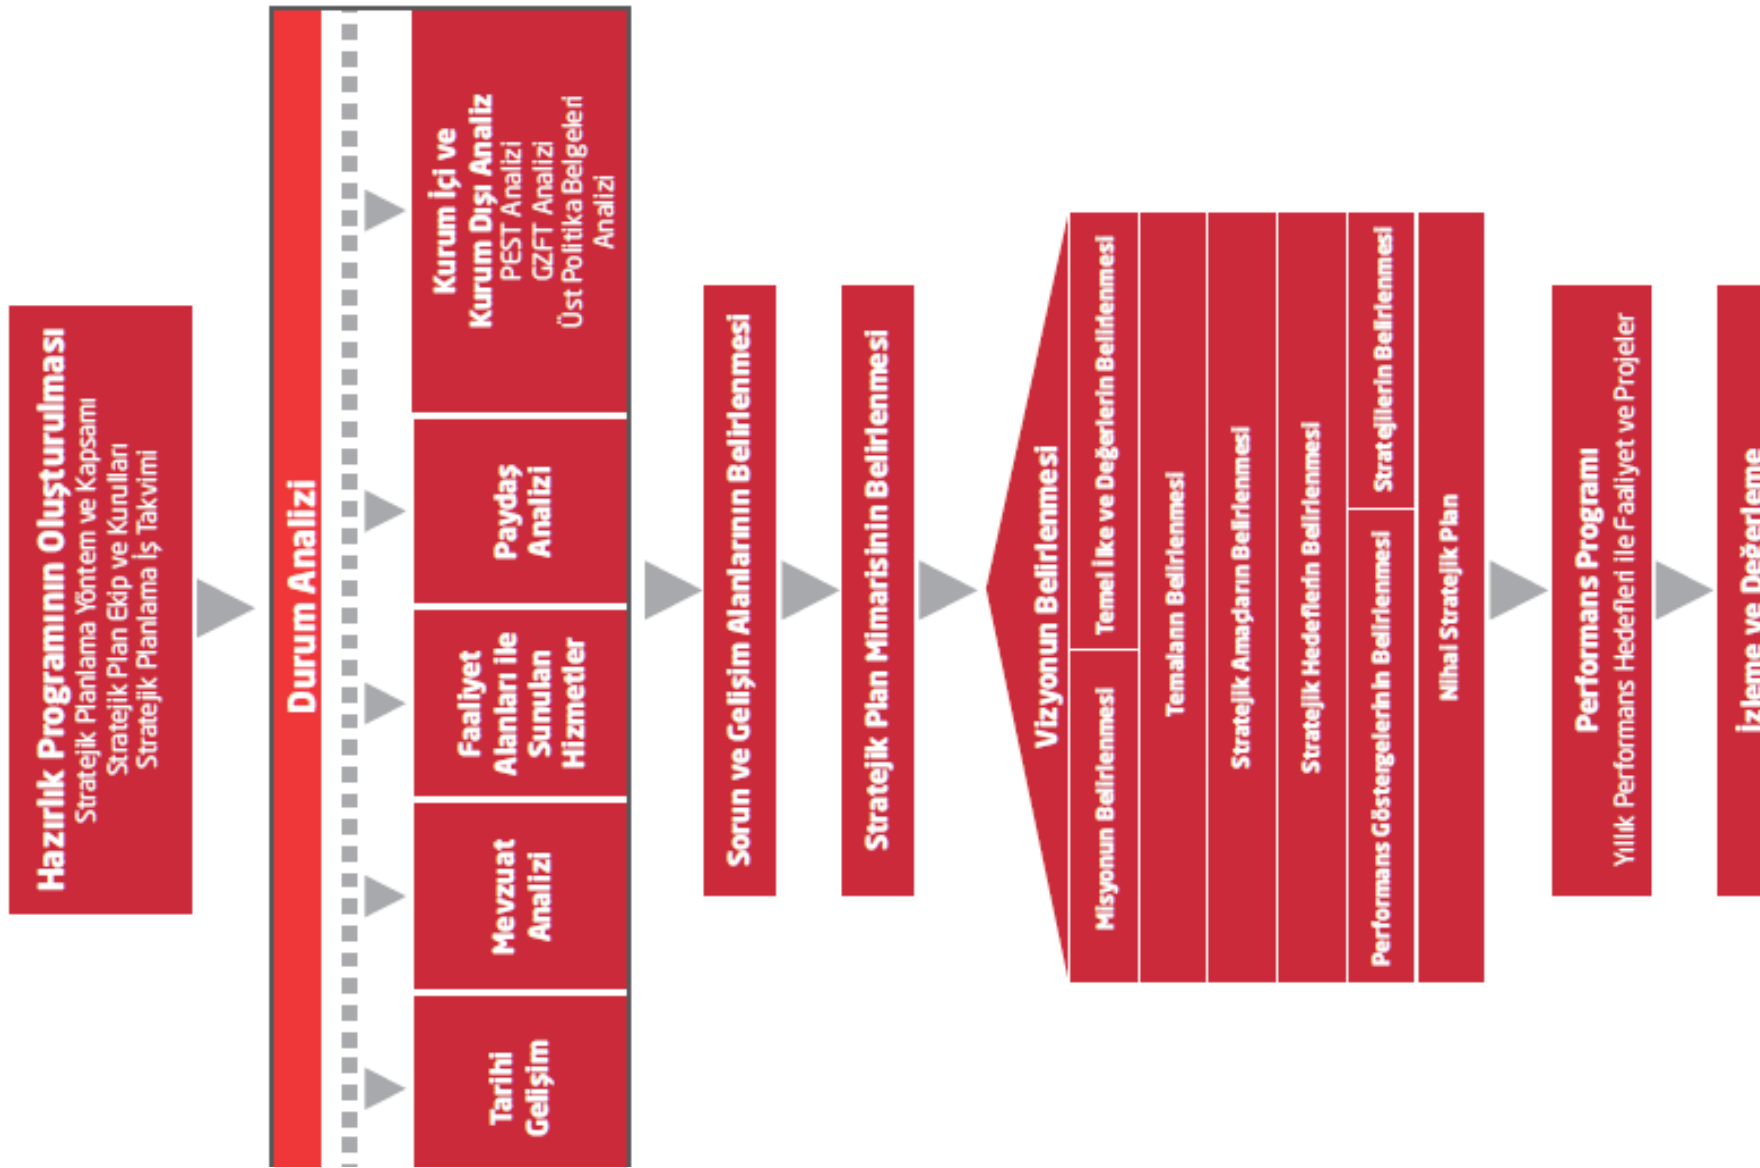 Hazırlık Programının Oluşturulması
Stratejik Planlama Yöntem ve Kapsamı
Stratejik Plan Ekip ve Kurulları
Stratejik Planlama İş Takvimi
Durum Analizi
Tarihi
Gelişim
Mevzuat
Analizi
Faaliyet
Alanları ile
Sunulan
Hizmetler
Paydaş
Analizi
Kurum İçi ve
Kurum Dışı Analiz
PEST Analizi
GZFT Analizi
Üst Politika Belgeleri
Analizi
Sorun ve Gelişim Alanlarının Belirlenmesi
Stratejik Plan Mimarisinin Belirlenmesi
Vizyonun Belirlenmesi
Misyonun Belirlenmesi
Temel İlke ve Değerlerin Belirlenmesi
Temaların Belirlenmesi
Stratejik Amaçların Belirlenmesi
Stratejik Hedeflerin Belirlenmesi
Performans Göstergelerinin Belirlenmesi
Stratejilerin Belirlenmesi
Nihai Stratejik Plan
Performans Programı
Yıllık Performans Hedefleri ile Faaliyet ve Projeler
İzleme ve Değerleme